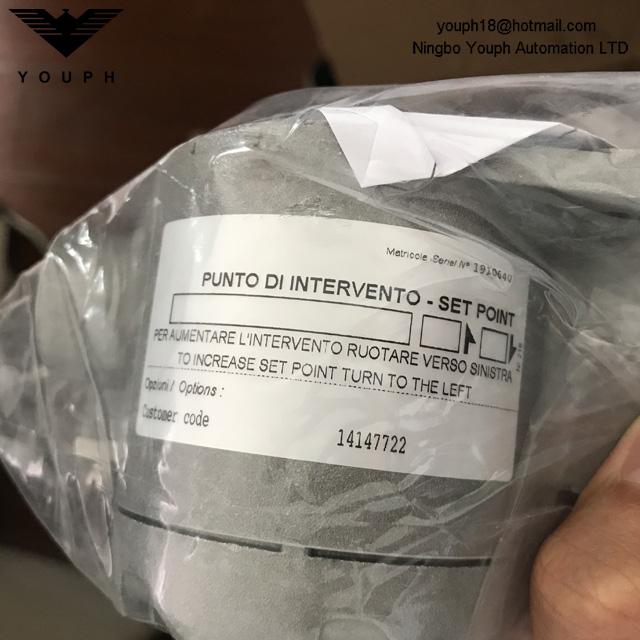 YOUPH
youph18@hotmail.com
Ningbo Youph Automation LTD
Matricola Serial N° 1910640
PUNTO DI INTERVENTO - SET POINT
PER AUMENTARE L'INTERVENTO RUOTARE VERSO SINISTRA
TO INCREASE SET POINT TURN TO THE LEFT
Opzioni / Options :
Customer code
14147722